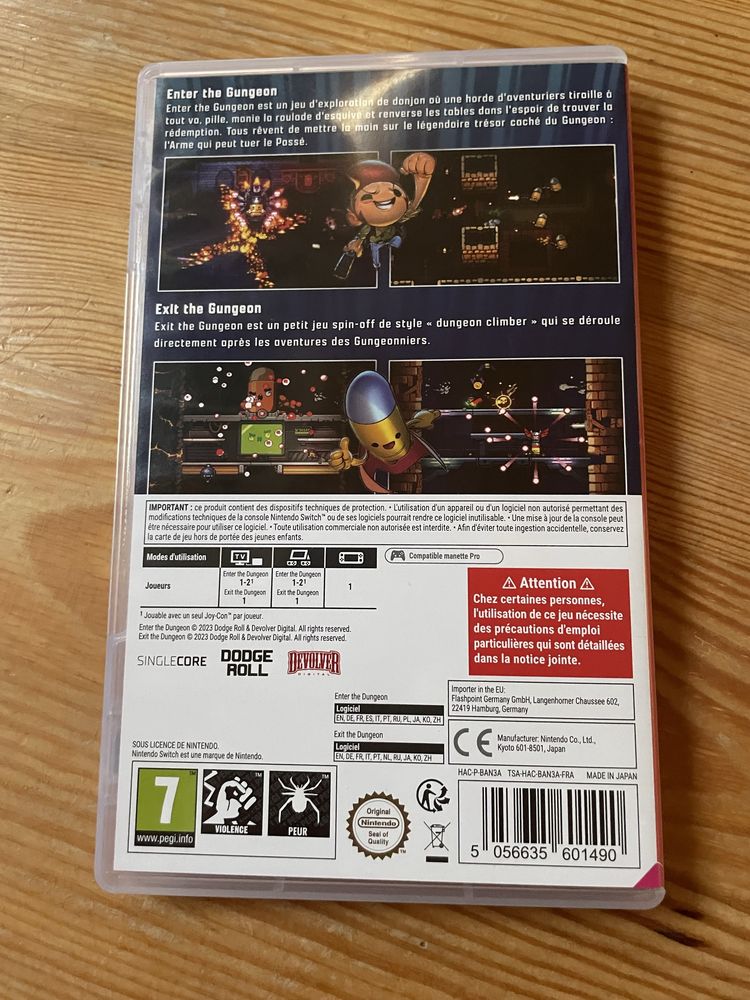 Enter the Gungeon
Enter the Gungeon est un jeu d'exploration de donjon où une horde d'aventuriers tiraille à
tout va, pille, manie la roulade d'esquive et renverse les tables dans l'espoir de trouver la
rédemption. Tous rêvent de mettre la main sur le légendaire trésor caché du Gungeon :
l'Arme qui peut tuer le Passé.
Exit the Gungeon
Exit the Gungeon est un petit jeu spin-off de style « dungeon climber » qui se déroule
directement après les aventures des Gungeonniers.
IMPORTANT : ce produit contient des dispositifs techniques de protection. • L'utilisation d'un appareil ou d'un logiciel non autorisé permettant des
modifications techniques de la console Nintendo Switch™ ou de ses logiciels pourrait rendre ce logiciel inutilisable. • Une mise à jour de la console peut
être nécessaire pour utiliser ce logiciel. • Toute utilisation commerciale non autorisée est interdite. • Afin d'éviter toute ingestion accidentelle, conservez
la carte de jeu hors de portée des jeunes enfants.
Modes d'utilisation
TV
Compatible manette Pro
Joueurs
Enter the Dungeon
1-2¹
Exit the Dungeon
1
Enter the Dungeon
1-2¹
Exit the Dungeon
1
1
¹ Jouable avec un seul Joy-Con™ par joueur.
Enter the Dungeon © 2023 Dodge Roll & Devolver Digital. All rights reserved.
Exit the Dungeon © 2023 Dodge Roll & Devolver Digital. All rights reserved.
⚠ Attention ⚠
Chez certaines personnes,
l'utilisation de ce jeu nécessite
des précautions d'emploi
particulières qui sont détaillées
dans la notice jointe.
SINGLECORE
DODGE
ROLL
DEVOLVER
DIGITAL
Enter the Dungeon
Logiciel
EN, DE, FR, ES, IT, PT, RU, PL, JA, KO, ZH
Exit the Dungeon
Logiciel
EN, DE, FR, IT, PT, NL, RU, JA, KO, ZH
Importer in the EU:
Flashpoint Germany GmbH, Langenhorner Chaussee 602,
22419 Hamburg, Germany
CE
Manufacturer: Nintendo Co., Ltd.,
Kyoto 601-8501, Japan
SOUS LICENCE DE NINTENDO.
Nintendo Switch est une marque de Nintendo.
HAC-P-BAN3A TSA-HAC-BAN3A-FRA MADE IN JAPAN
7
www.pegi.info
™
VIOLENCE
™
PEUR
™
Original
Nintendo
Seal of
Quality
™
5 056635 601490